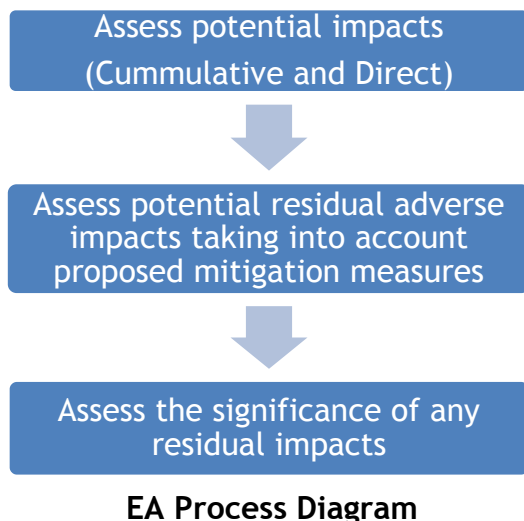 Assess potential impacts
(Cummulative and Direct)
Assess potential residual adverse
impacts taking into account
proposed mitigation measures
Assess the significance of any
residual impacts
EA Process Diagram